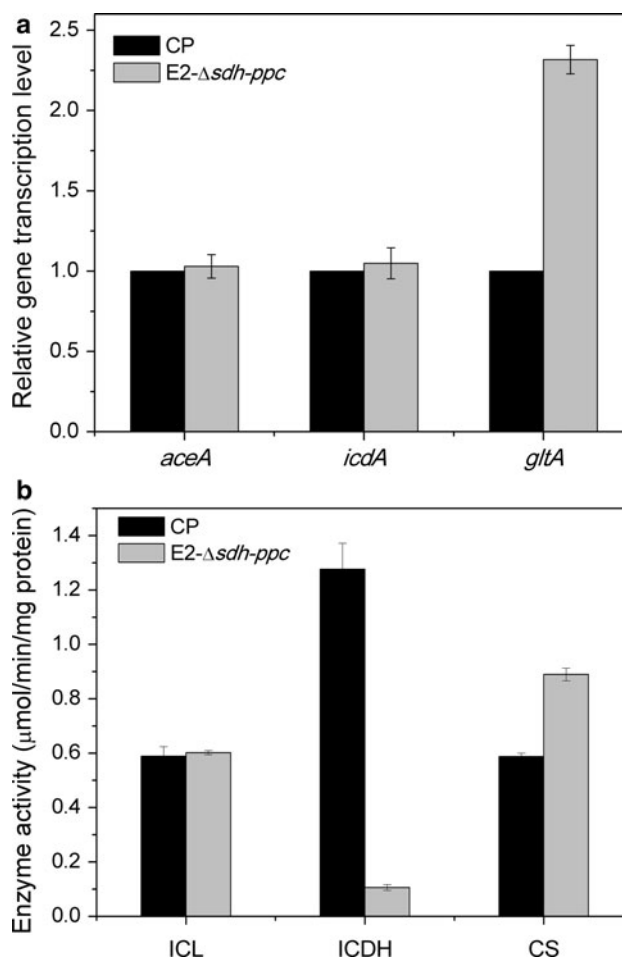 a
CP
E2-Δsdh-ppc
Relative gene transcription level
2.5
2.0
1.5
1.0
0.5
0.0
aceA icdA gltA
b
CP
E2-Δsdh-ppc
Enzyme activity (μmol/min/mg protein)
1.4
1.2
1.0
0.8
0.6
0.4
0.2
0.0
ICL ICDH CS